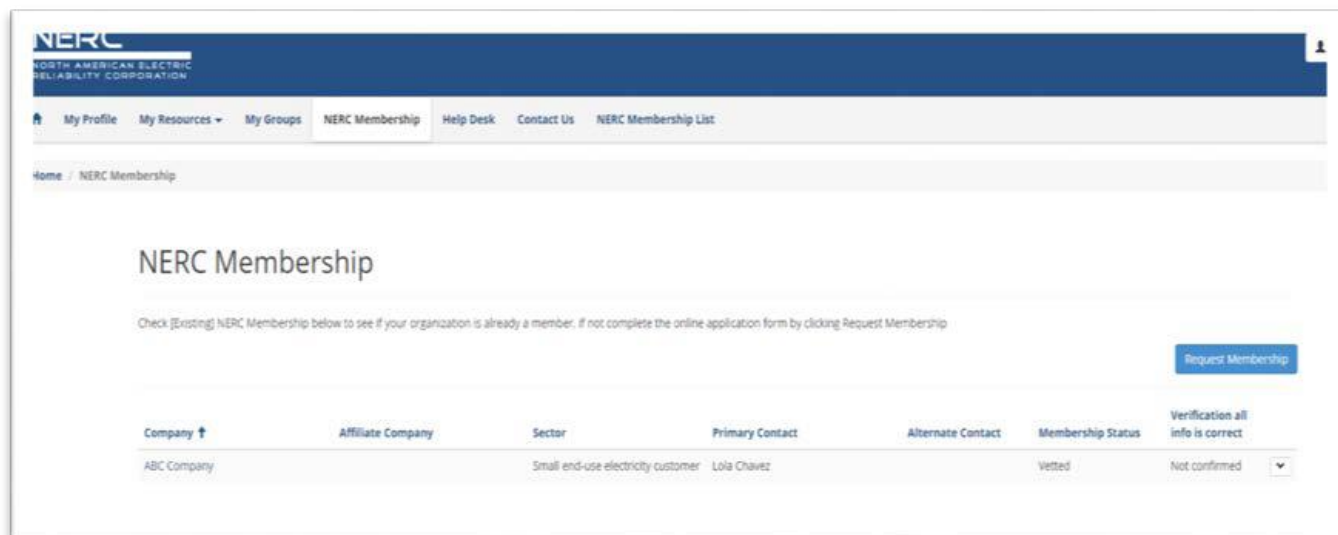 NERC
NORTH AMERICAN ELECTRIC
RELIABILITY CORPORATION
My Profile My Resources My Groups NERC Membership Help Desk Contact Us NERC Membership List
Home / NERC Membership
NERC Membership
Check [Existing] NERC Membership below to see if your organization is already a member. If not complete the online application form by clicking Request Membership
Request Membership
Company ↑ Affiliate Company Sector Primary Contact Alternate Contact Membership Status Verification all
info is correct
ABC Company Small end-use electricity customer Lola Chavez Vetted Not confirmed